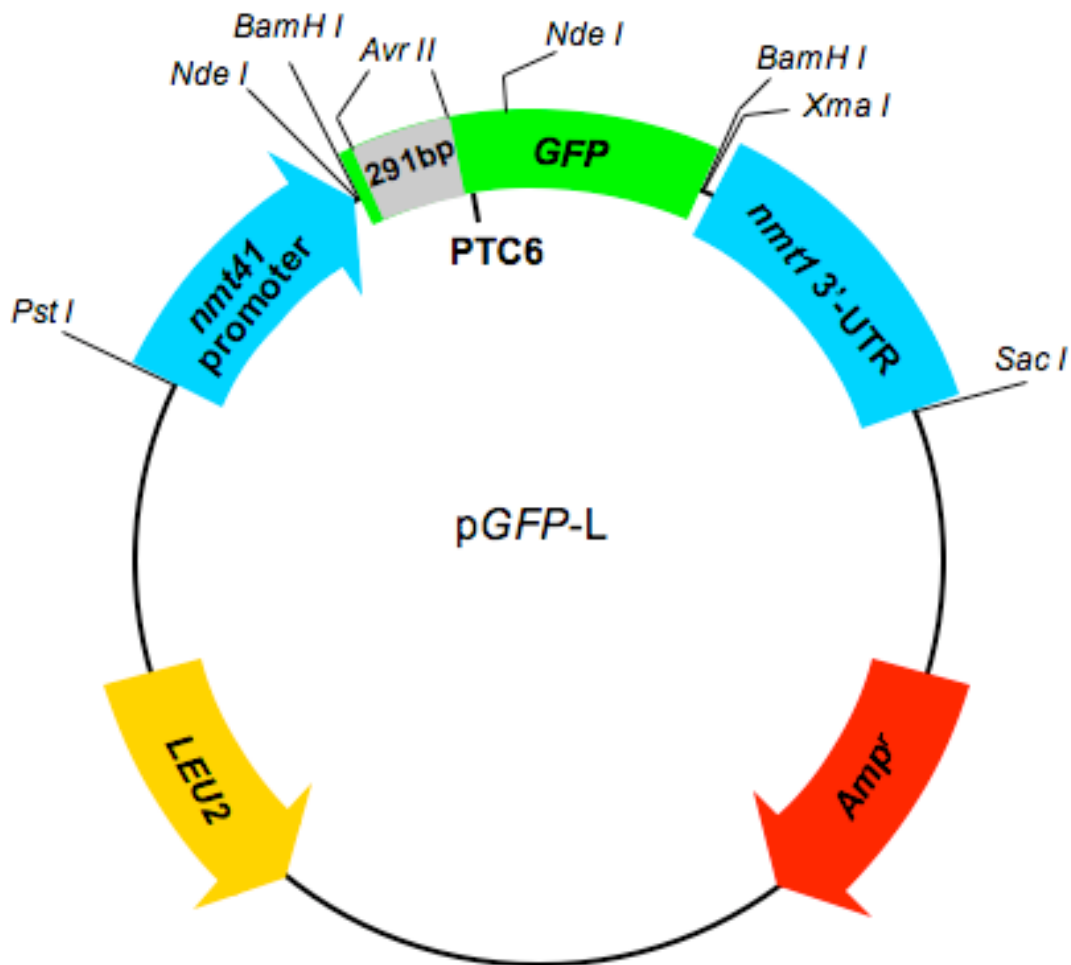 BamH I
Avr II
Nde I
BamH I
Nde I
Xma I
291bp
GFP
PTC6
nmt41
promoter
nmt1 3'-UTR
Pst I
Sac I
pGFP-L
LEU2
Ampʳ